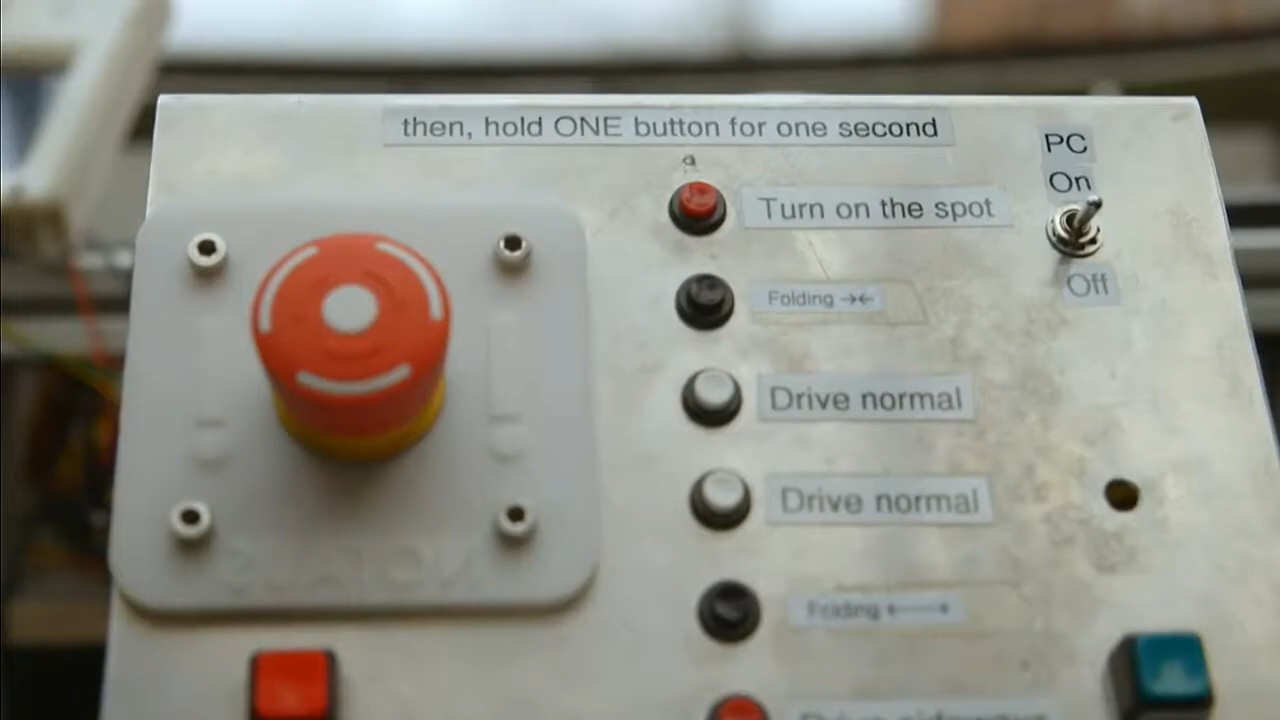 then, hold ONE button for one second
a
Turn on the spot
PC
On
Off
Folding →←
Drive normal
Drive normal
Folding ←→